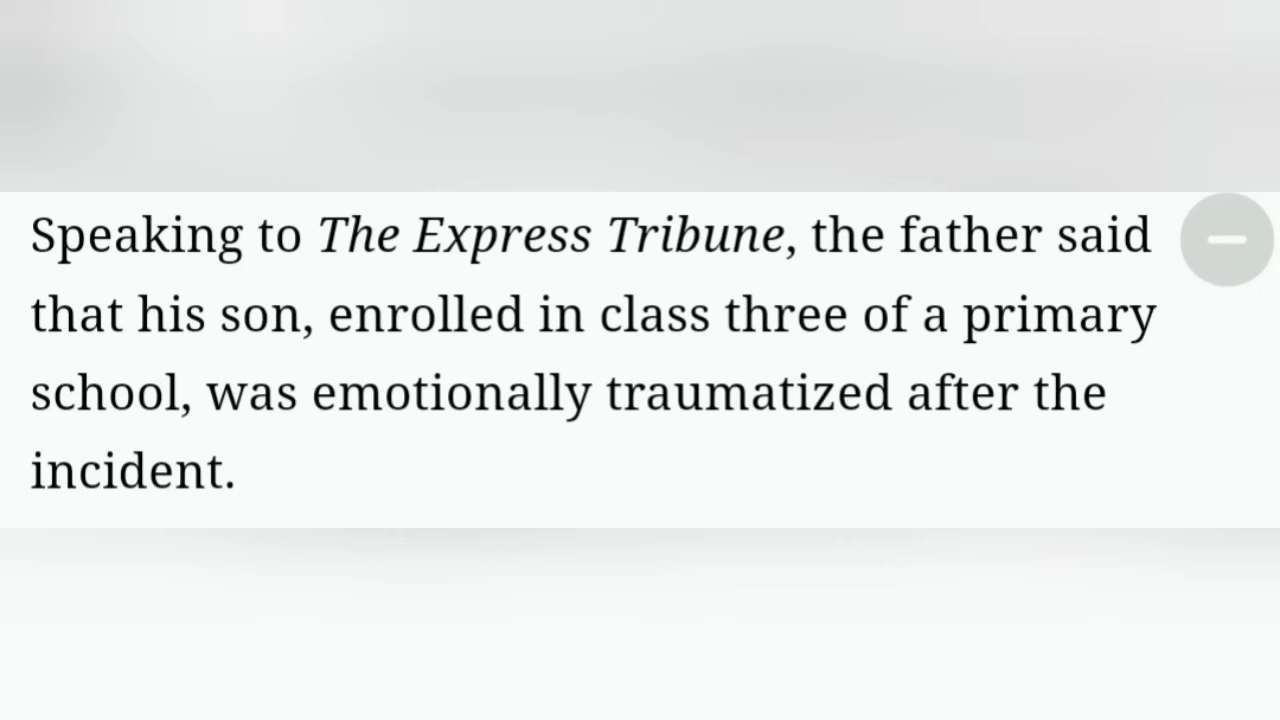 Speaking to The Express Tribune, the father said
that his son, enrolled in class three of a primary
school, was emotionally traumatized after the
incident.